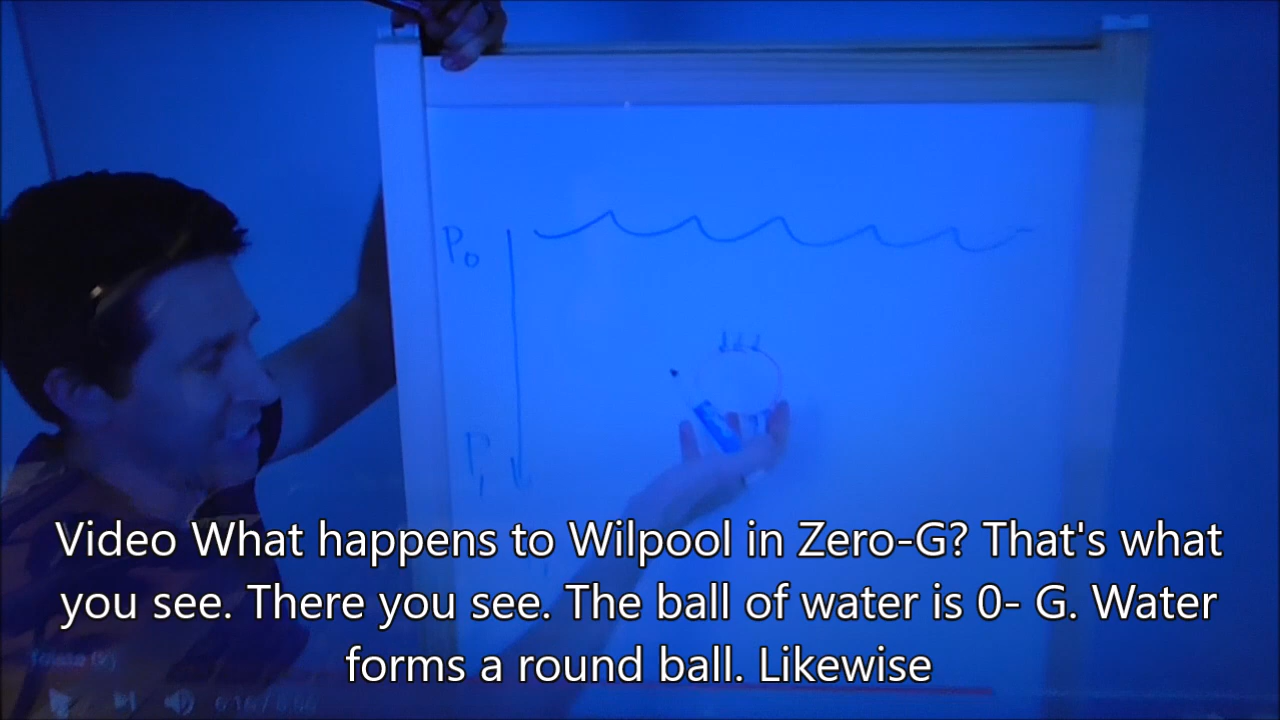 P₀
P₁
Video What happens to Wilpool in Zero-G? That's what
you see. There you see. The ball of water is 0- G. Water
forms a round ball. Likewise